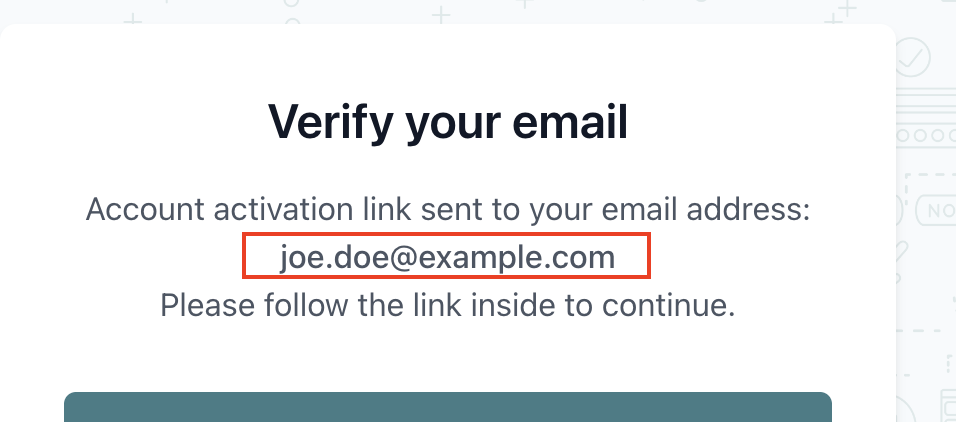 Verify your email
Account activation link sent to your email address:
joe.doe@example.com
Please follow the link inside to continue.
NO